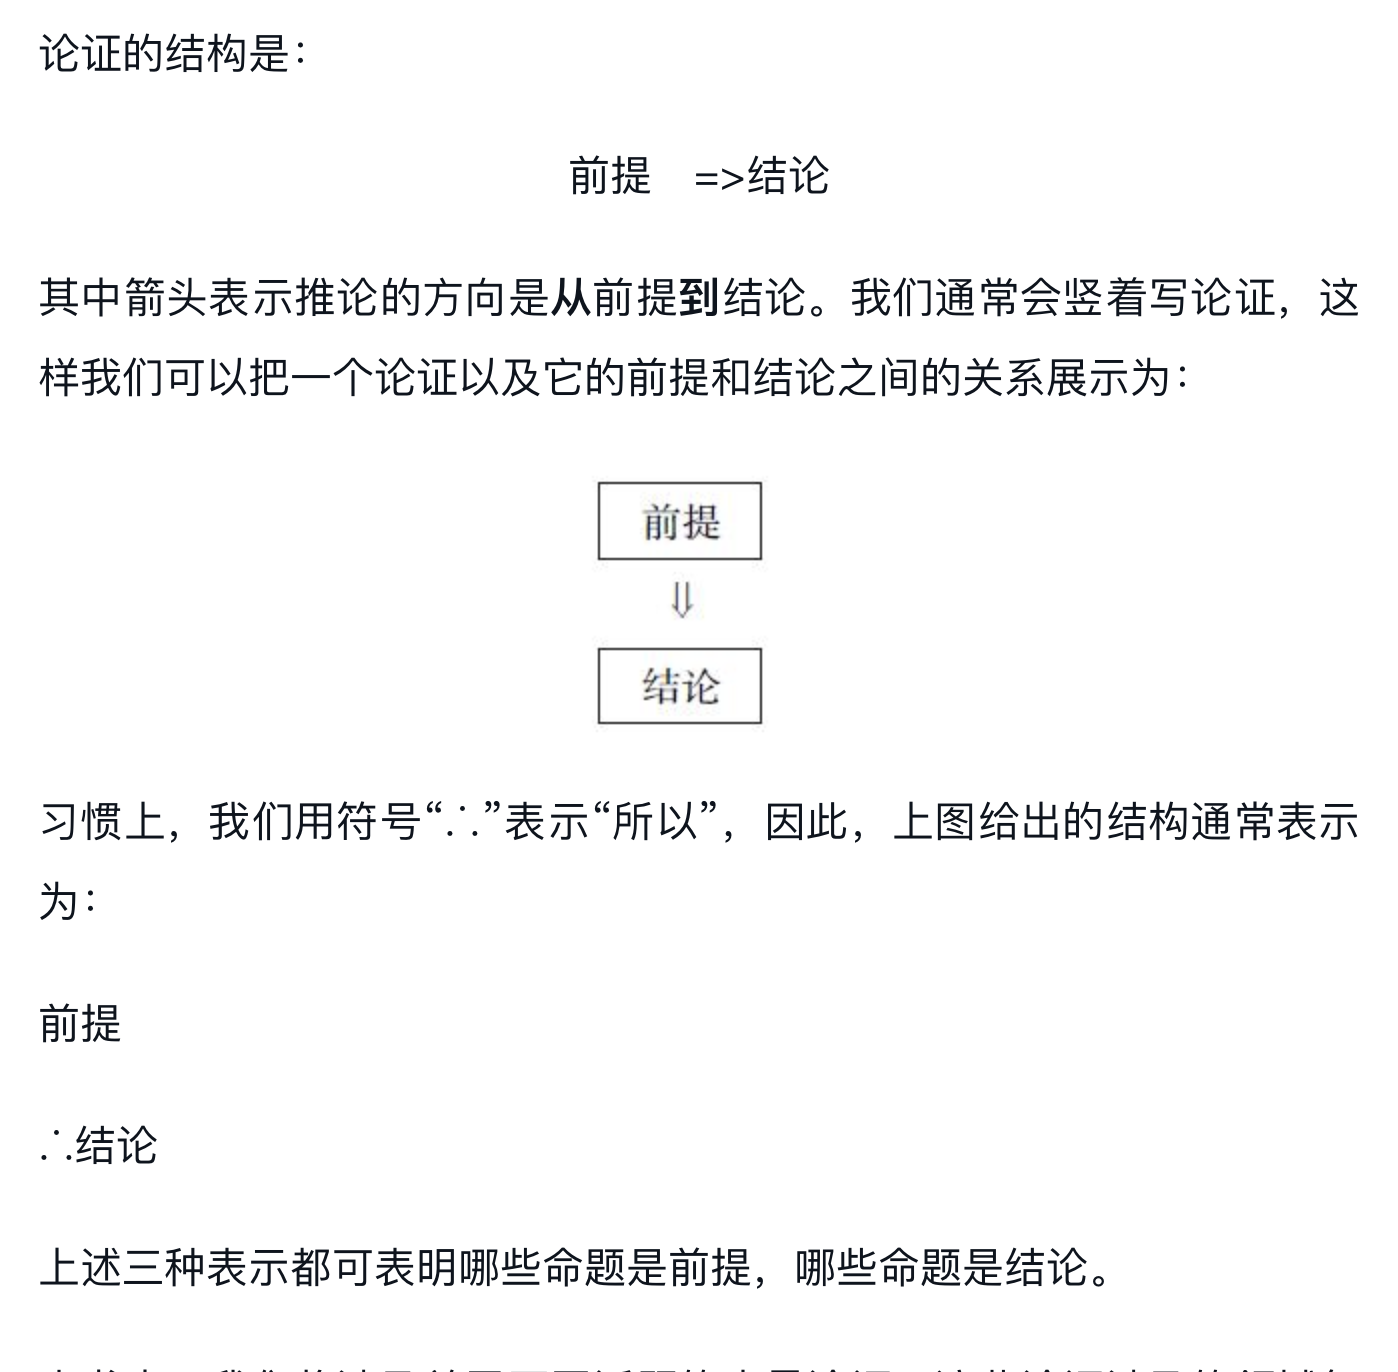 论证的结构是：
前提　=>结论
其中箭头表示推论的方向是从前提到结论。我们通常会竖着写论证，这
样我们可以把一个论证以及它的前提和结论之间的关系展示为：
前提
⇓
结论
习惯上，我们用符号“∴”表示“所以”，因此，上图给出的结构通常表示
为：
前提
∴结论
上述三种表示都可表明哪些命题是前提，哪些命题是结论。